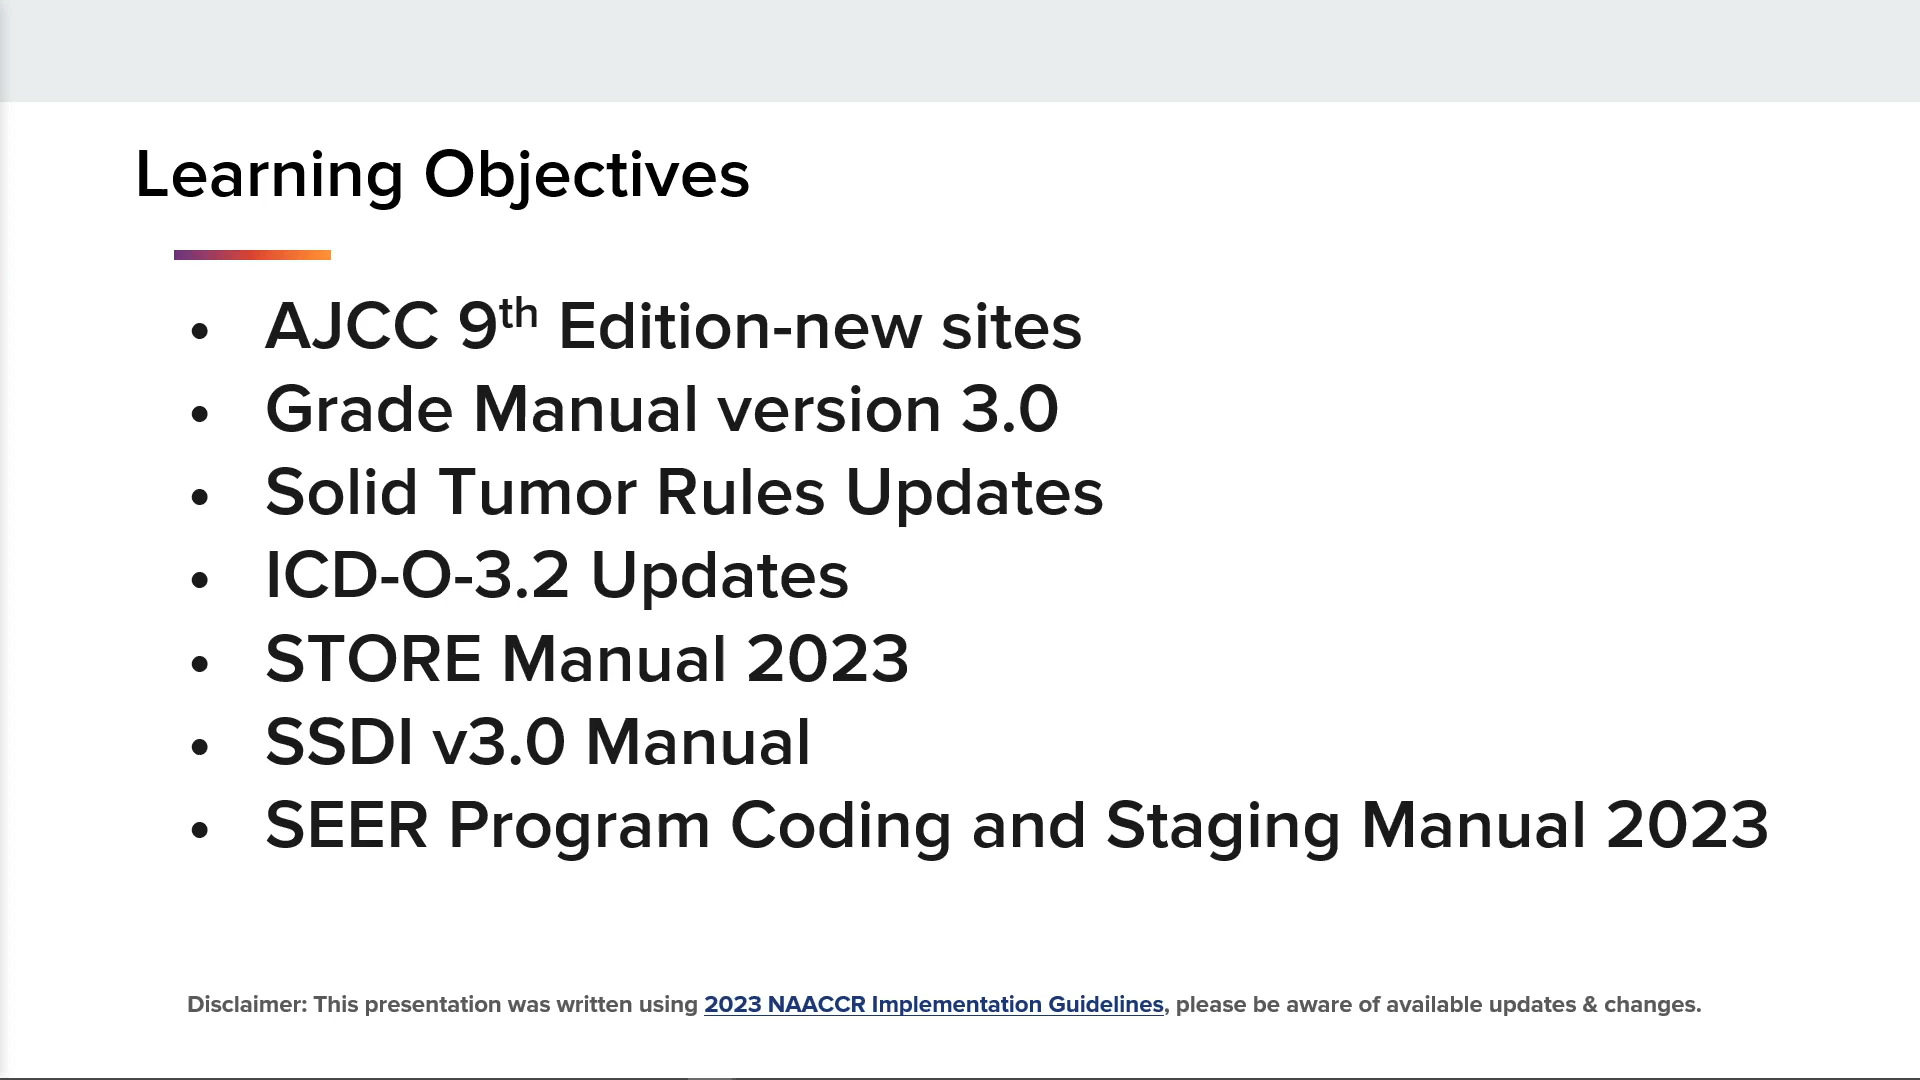 Learning Objectives
• AJCC 9th Edition-new sites
• Grade Manual version 3.0
• Solid Tumor Rules Updates
• ICD-O-3.2 Updates
• STORE Manual 2023
• SSDI v3.0 Manual
• SEER Program Coding and Staging Manual 2023
Disclaimer: This presentation was written using 2023 NAACCR Implementation Guidelines, please be aware of available updates & changes.